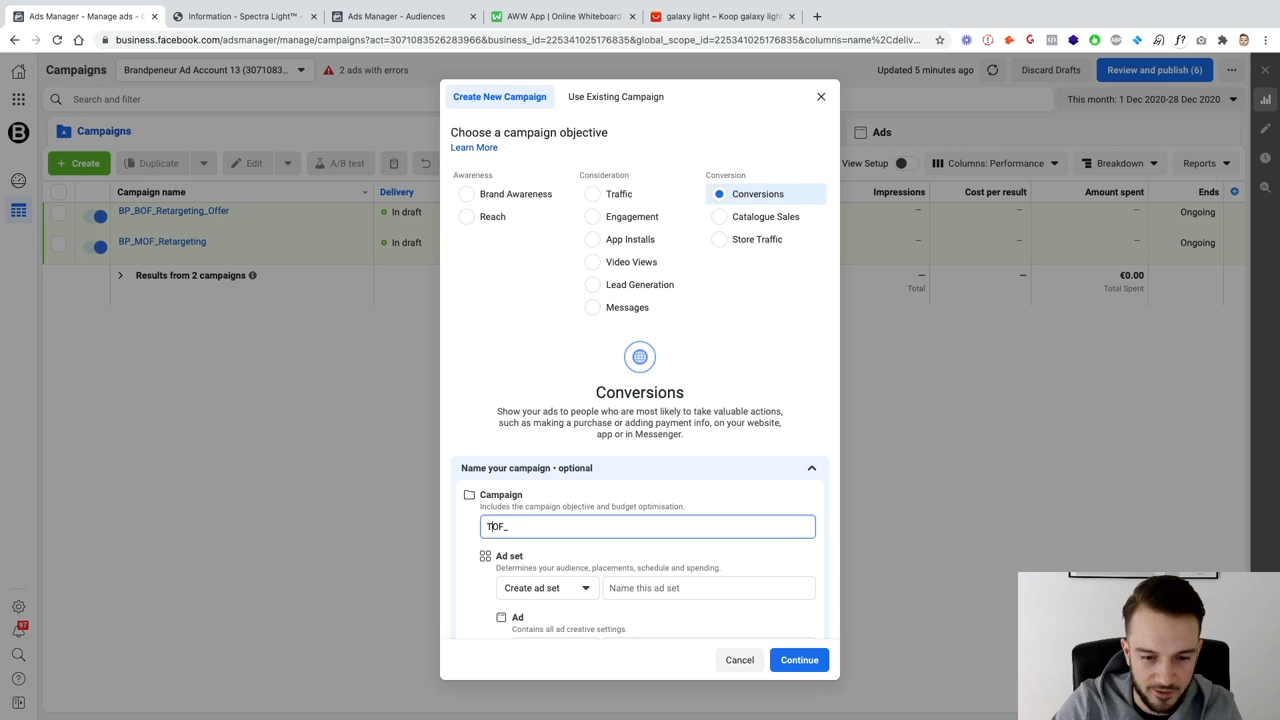 Ads Manager - Manage ads - C
Information - Spectra Light™ -
Ads Manager - Audiences
AWW App | Online Whiteboard
galaxy light – Koop galaxy light
business.facebook.com/adsmanager/manage/campaigns?act=3071083526283966&business_id=225341025176835&global_scope_id=225341025176835&columns=name%2Cdeliv...
Campaigns
Brandpeneur Ad Account 13 (3071083...
2 ads with errors
Updated 5 minutes ago
Discard Drafts
Review and publish (6)
Search and filter
This month: 1 Dec 2020-28 Dec 2020
Campaigns
Ads
+ Create
Duplicate
Edit
A/B test
View Setup
Columns: Performance
Breakdown
Reports
Campaign name
Delivery
Impressions
Cost per result
Amount spent
Ends
BP_BOF_Retargeting_Offer
In draft
–
–
–
Ongoing
BP_MOF_Retargeting
In draft
–
–
–
Ongoing
Results from 2 campaigns
—
Total
—
€0.00
Total Spent
97
Create New Campaign
Use Existing Campaign
Choose a campaign objective
Learn More
Awareness
Consideration
Conversion
Brand Awareness
Traffic
Conversions
Reach
Engagement
Catalogue Sales
App Installs
Store Traffic
Video Views
Lead Generation
Messages
Conversions
Show your ads to people who are most likely to take valuable actions,
such as making a purchase or adding payment info, on your website,
app or in Messenger.
Name your campaign • optional
Campaign
Includes the campaign objective and budget optimisation.
TOF_
Ad set
Determines your audience, placements, schedule and spending.
Create ad set
Name this ad set
Ad
Contains all ad creative settings.
Cancel
Continue